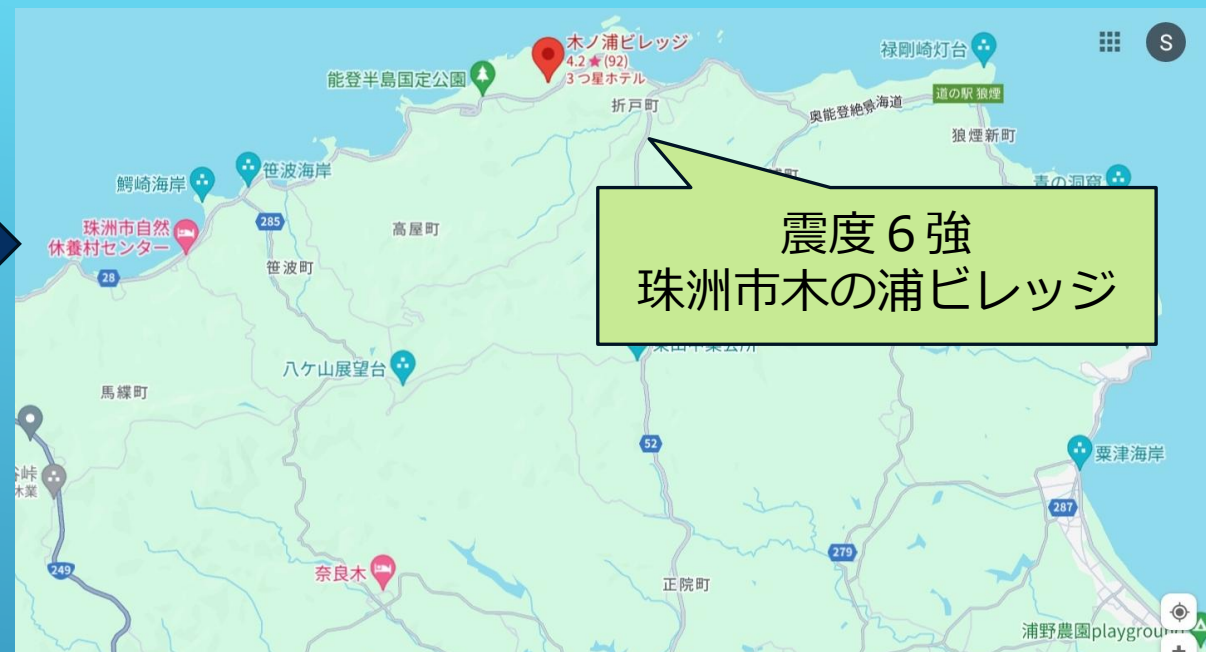 木ノ浦ビレッジ
4.2★(92)
3つ星ホテル
禄剛崎灯台
S
能登半島国定公園
折戸町
奥能登絶景海道
道の駅 狼煙
狼煙新町
笹波海岸
鰐崎海岸
青の洞窟
震度6強
珠洲市木の浦ビレッジ
285
高屋町
珠洲市自然
休養村センター
28
笹波町
八ケ山展望台
馬緤町
52
粟津海岸
287
279
249
奈良木
正院町
浦野農園playground